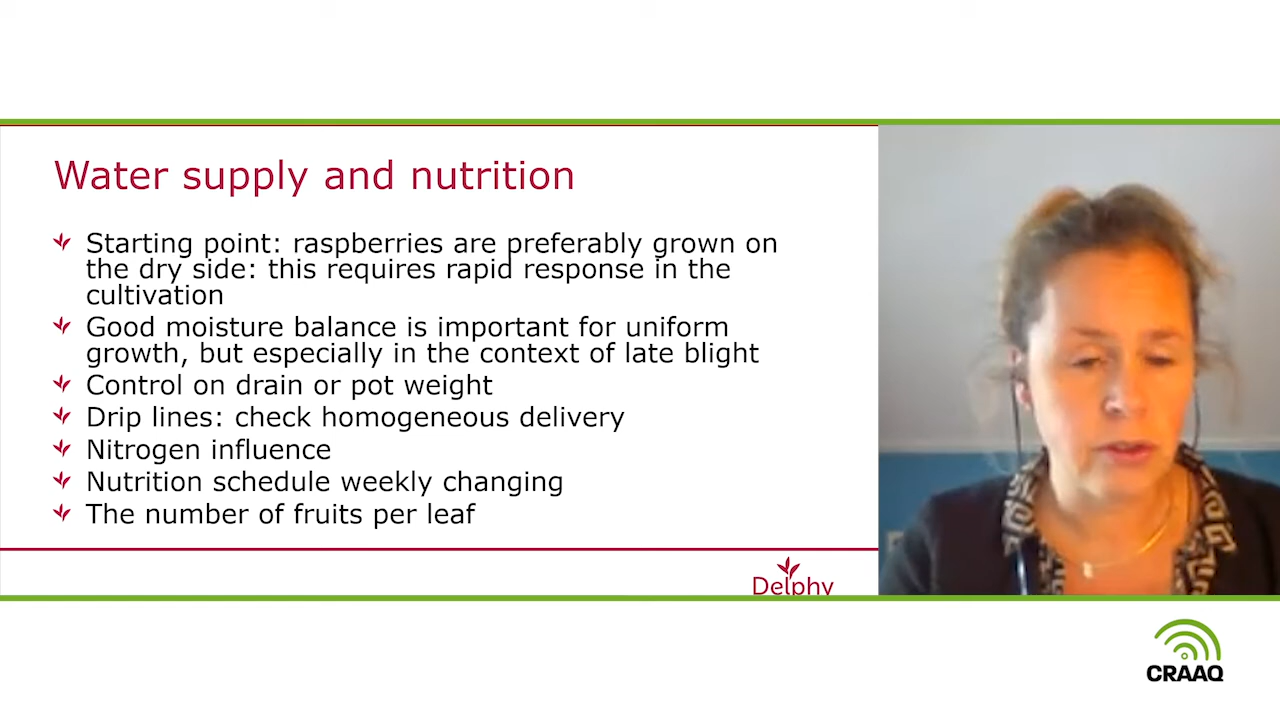 Water supply and nutrition
Starting point: raspberries are preferably grown on
the dry side: this requires rapid response in the
cultivation
Good moisture balance is important for uniform
growth, but especially in the context of late blight
Control on drain or pot weight
Drip lines: check homogeneous delivery
Nitrogen influence
Nutrition schedule weekly changing
The number of fruits per leaf
Delphy
CRAAQ